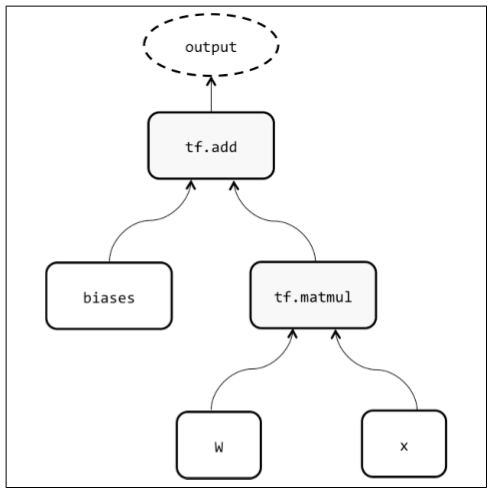 output
tf.add
biases
tf.matmul
W
x